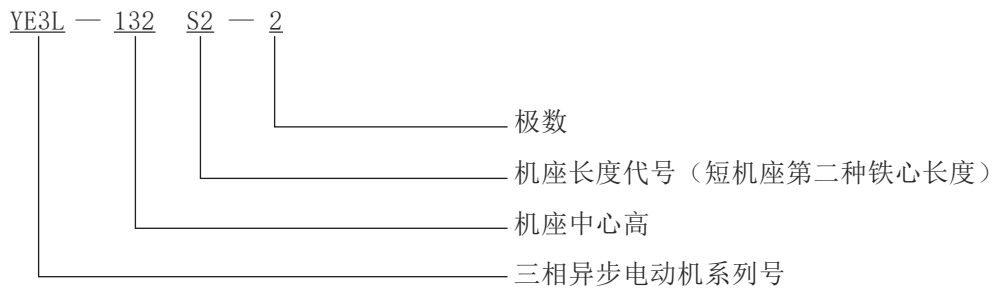 YE3L — 132 S2 — 2
极数
机座长度代号（短机座第二种铁心长度）
机座中心高
三相异步电动机系列号